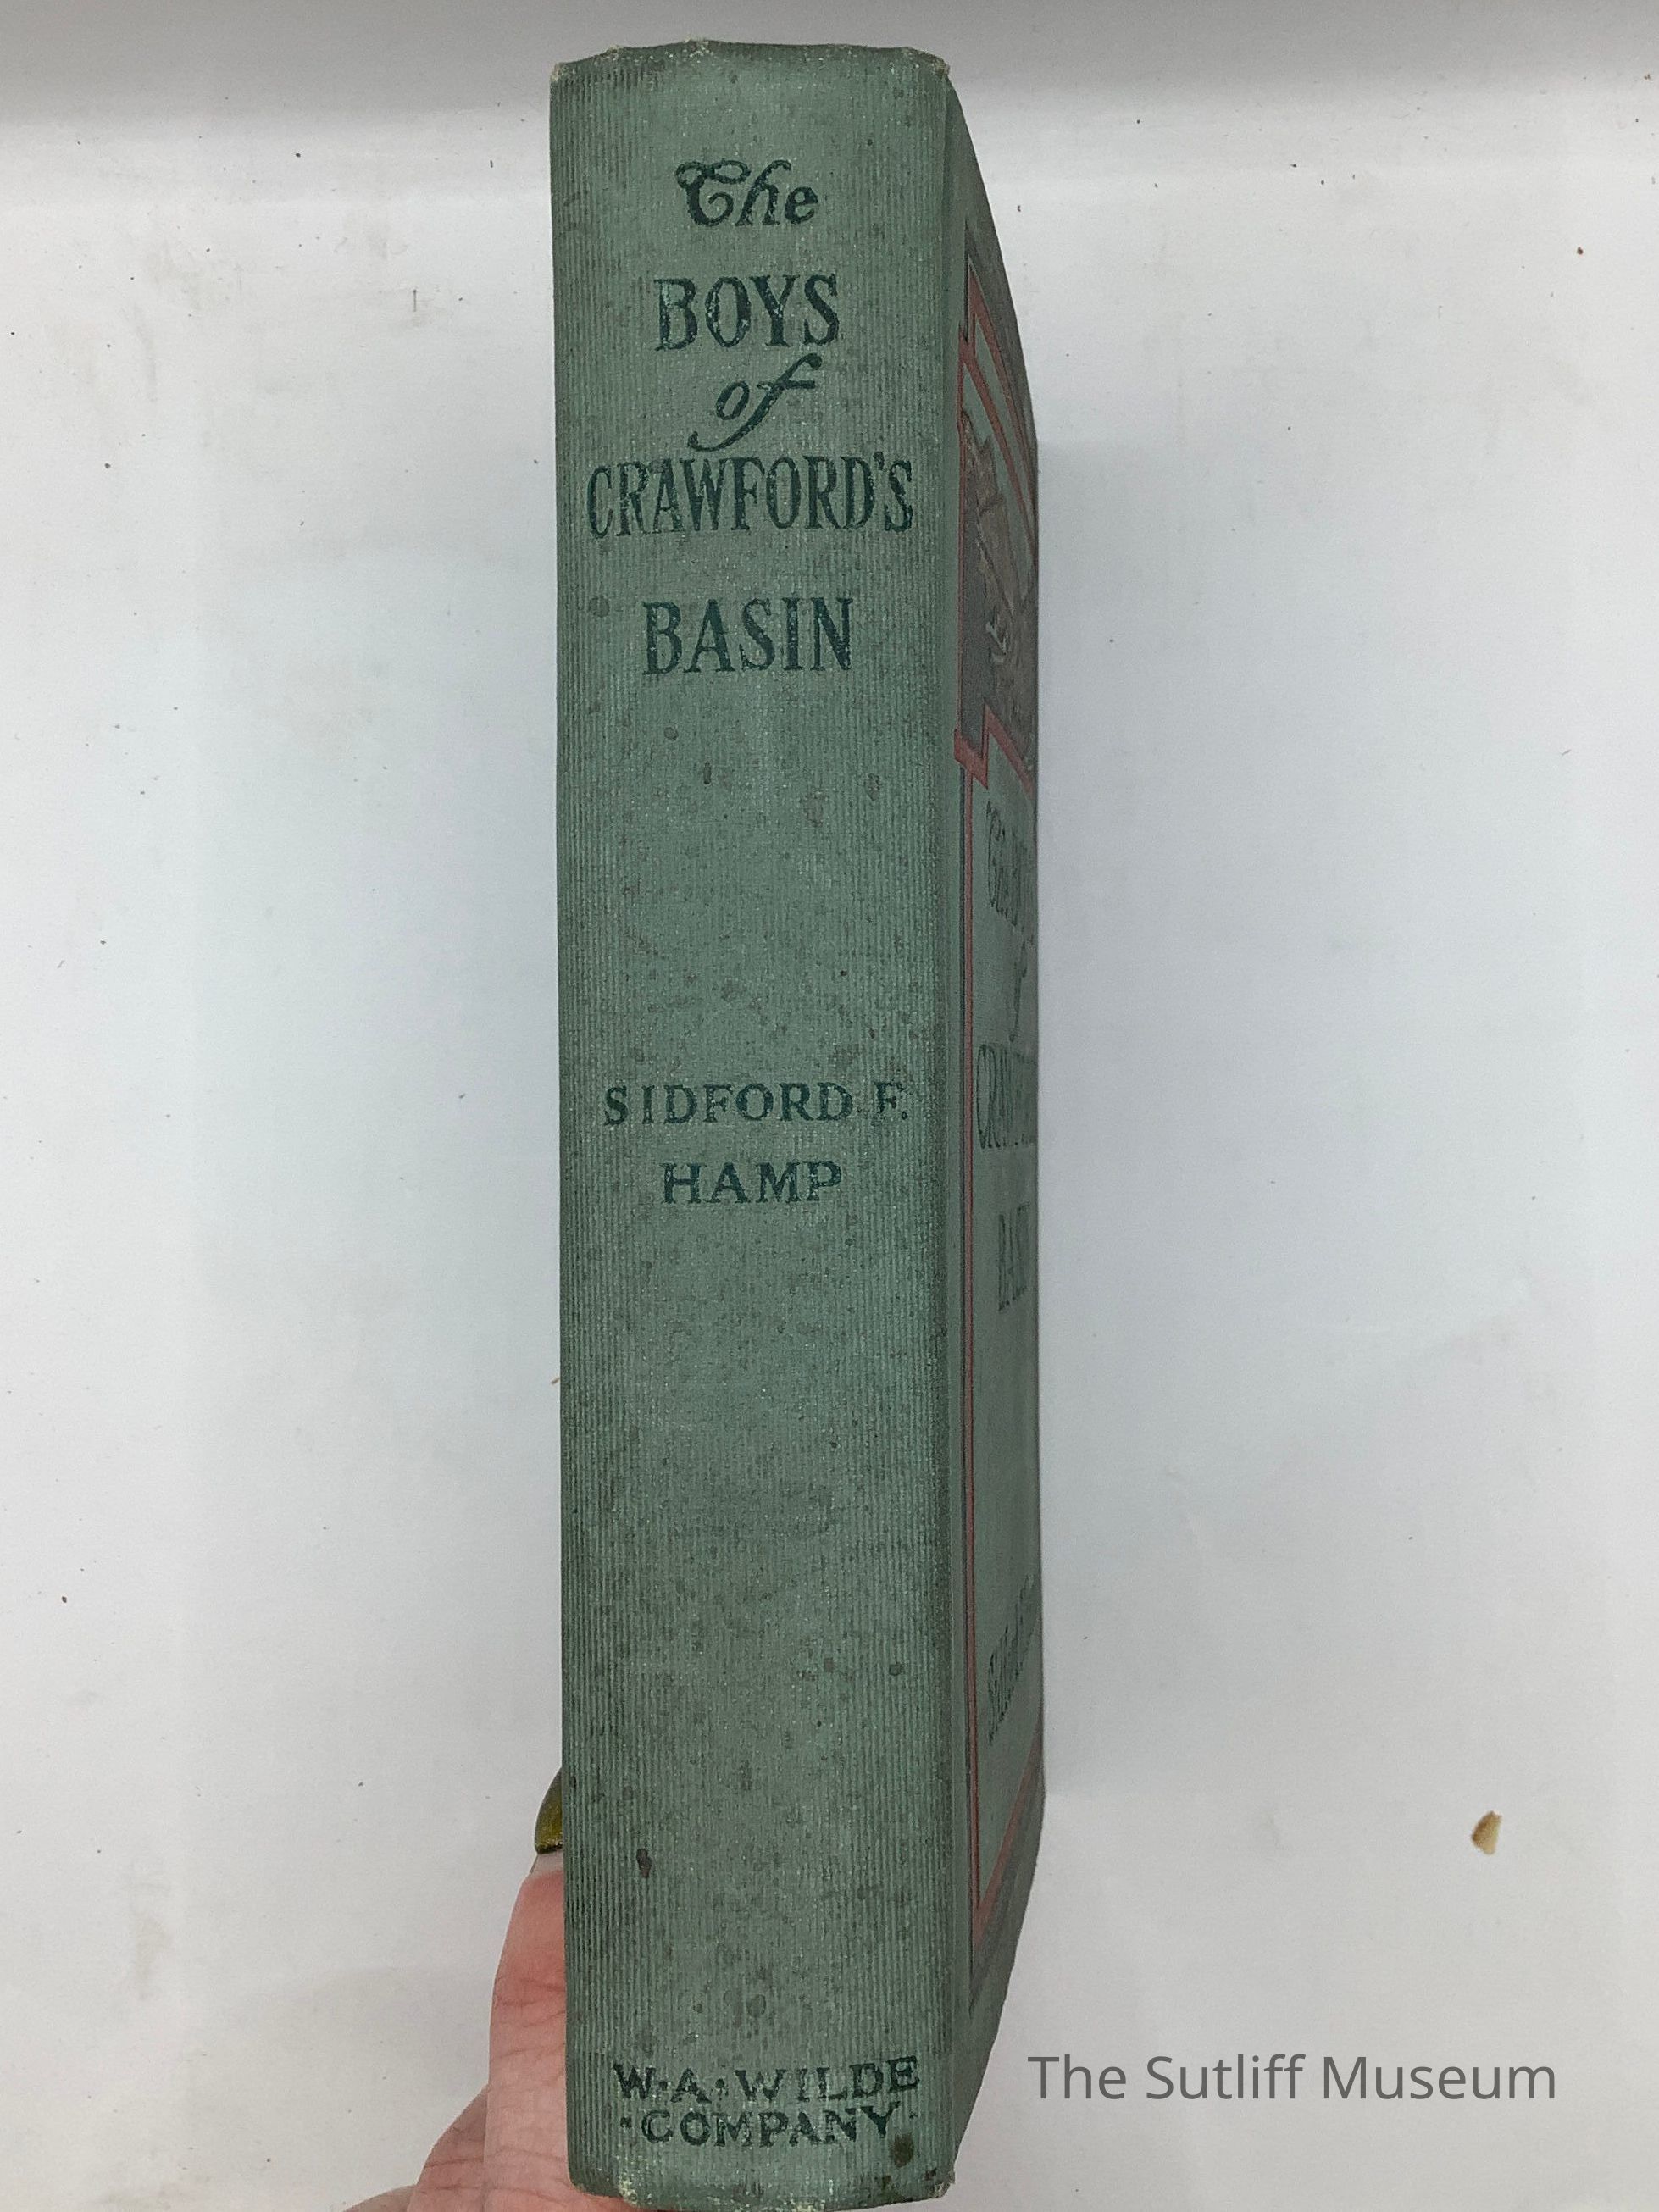 The
BOYS
of
CRAWFORD'S
BASIN
SIDFORD F.
HAMP
W·A·WILDE
·COMPANY·
The Sutliff Museum